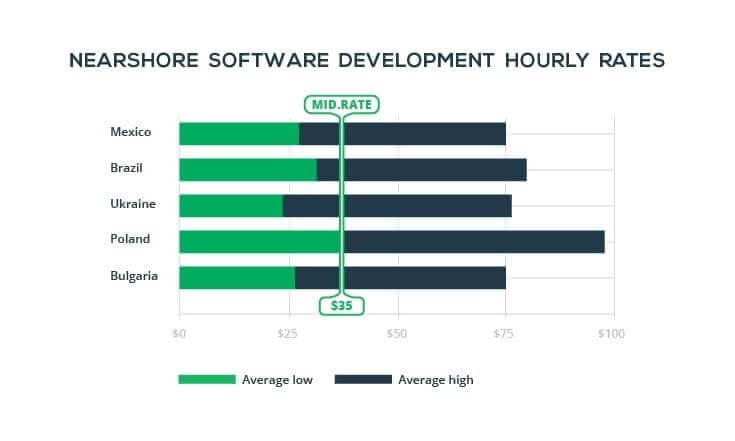 NEARSHORE SOFTWARE DEVELOPMENT HOURLY RATES
MID.RATE
Mexico
Brazil
Ukraine
Poland
Bulgaria
$35
$0 $25 $50 $75 $100
Average low Average high